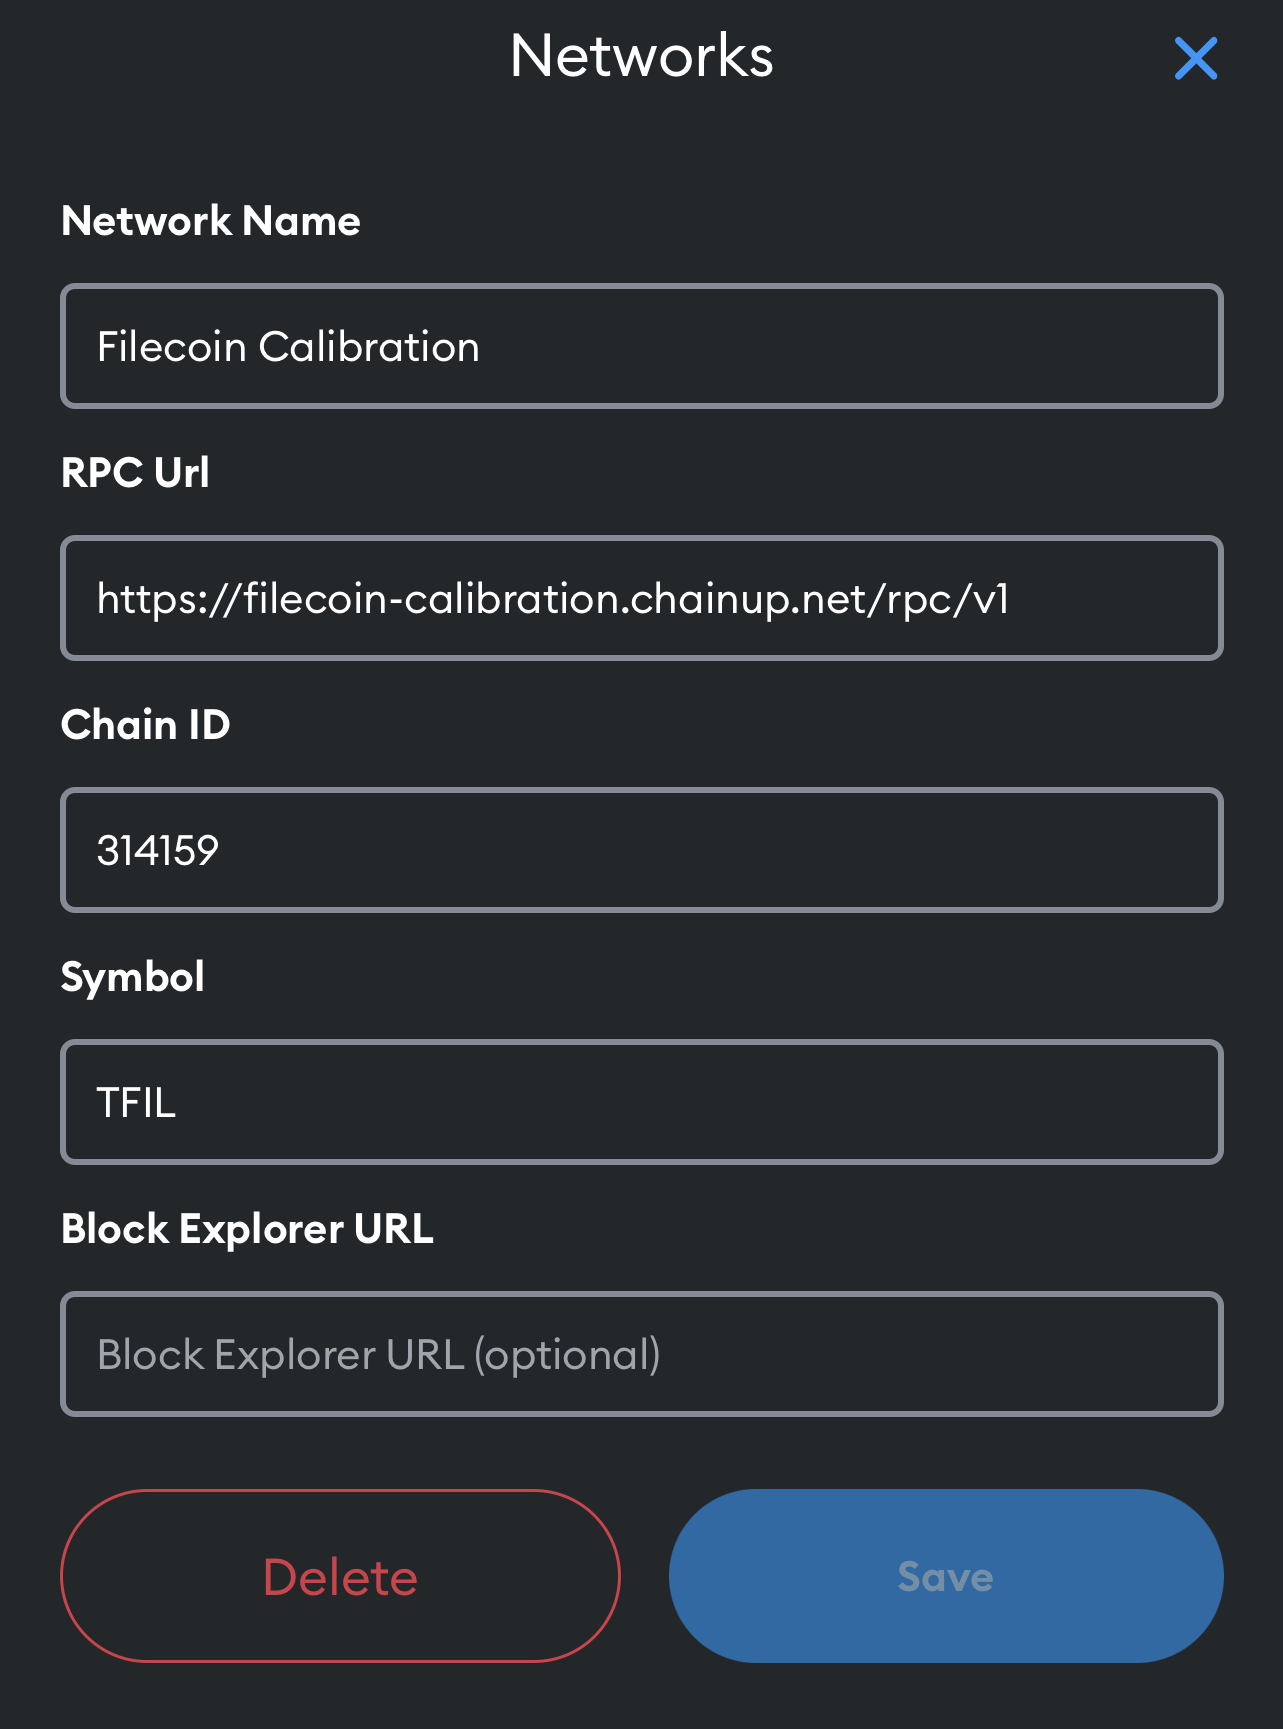 Networks
Network Name
Filecoin Calibration
RPC Url
https://filecoin-calibration.chainup.net/rpc/v1
Chain ID
314159
Symbol
TFIL
Block Explorer URL
Block Explorer URL (optional)
Delete
Save